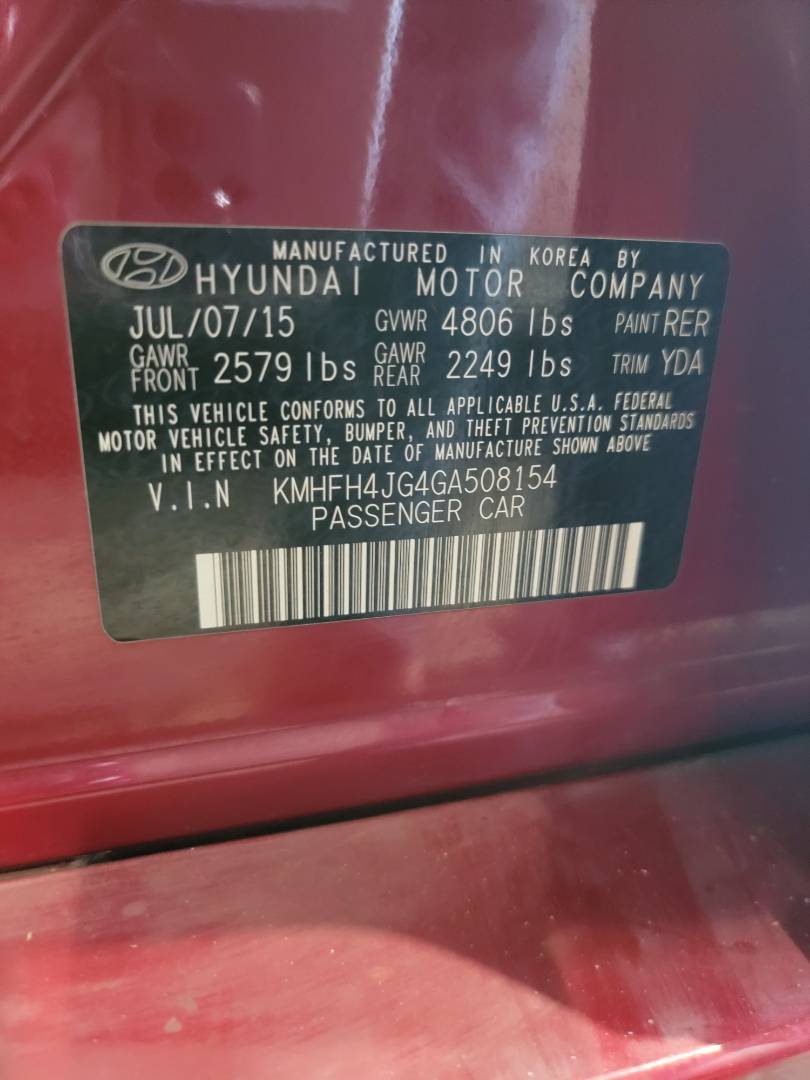 MANUFACTURED IN KOREA BY
HYUNDAI MOTOR COMPANY
JUL/07/15 GVWR 4806 lbs PAINT RER
GAWR FRONT 2579 lbs GAWR REAR 2249 lbs TRIM YDA
THIS VEHICLE CONFORMS TO ALL APPLICABLE U.S.A. FEDERAL
MOTOR VEHICLE SAFETY, BUMPER, AND THEFT PREVENTION STANDARDS
IN EFFECT ON THE DATE OF MANUFACTURE SHOWN ABOVE
V.I.N KMHFH4JG4GA508154
PASSENGER CAR